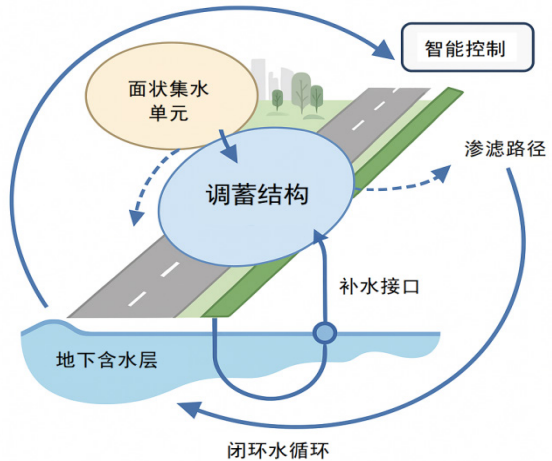 智能控制
面状集水
单元
渗滤路径
调蓄结构
补水接口
地下含水层
闭环水循环